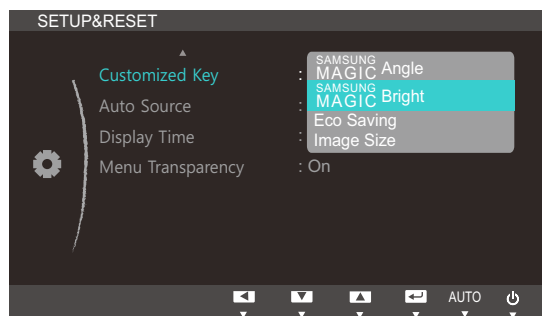 SETUP&RESET
Customized Key :
SAMSUNG MAGIC Angle
SAMSUNG MAGIC Bright
Auto Source :
Eco Saving
Display Time :
Image Size
Menu Transparency : On
AUTO